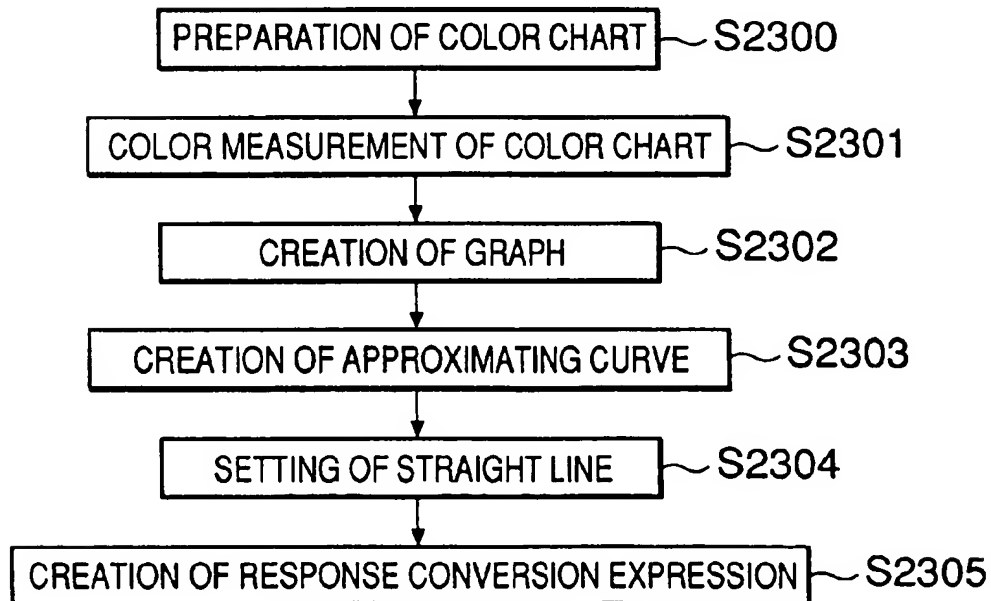 PREPARATION OF COLOR CHART S2300
COLOR MEASUREMENT OF COLOR CHART S2301
CREATION OF GRAPH S2302
CREATION OF APPROXIMATING CURVE S2303
SETTING OF STRAIGHT LINE S2304
CREATION OF RESPONSE CONVERSION EXPRESSION S2305